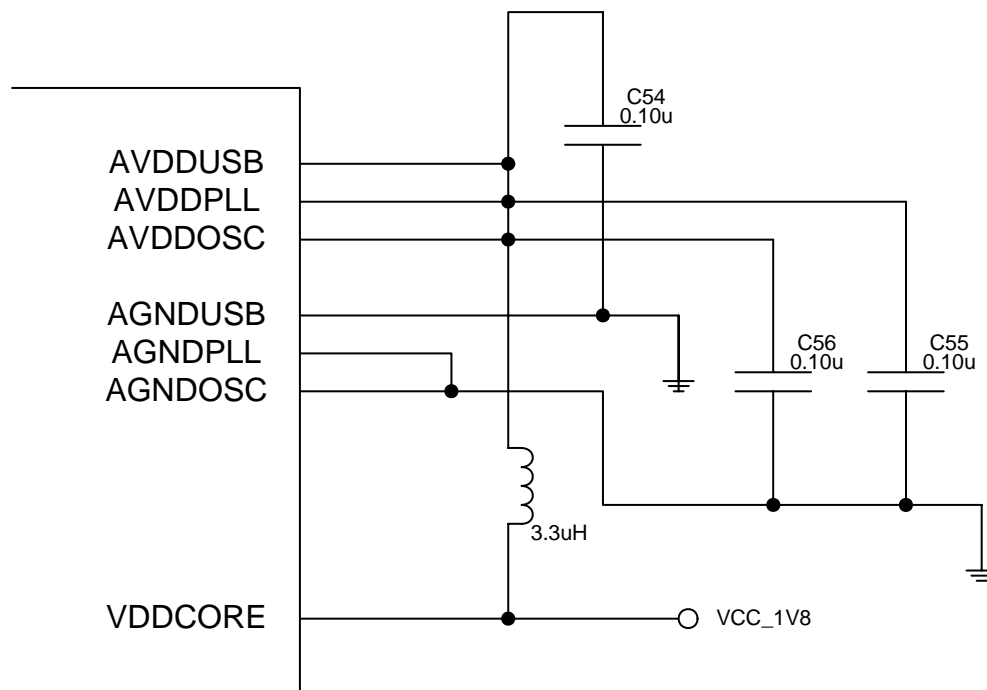 C54
0.10u
AVDDUSB
AVDDPLL
AVDDOSC
AGNDUSB
AGNDPLL
AGNDOSC
C56
0.10u
C55
0.10u
3.3uH
VDDCORE
VCC_1V8